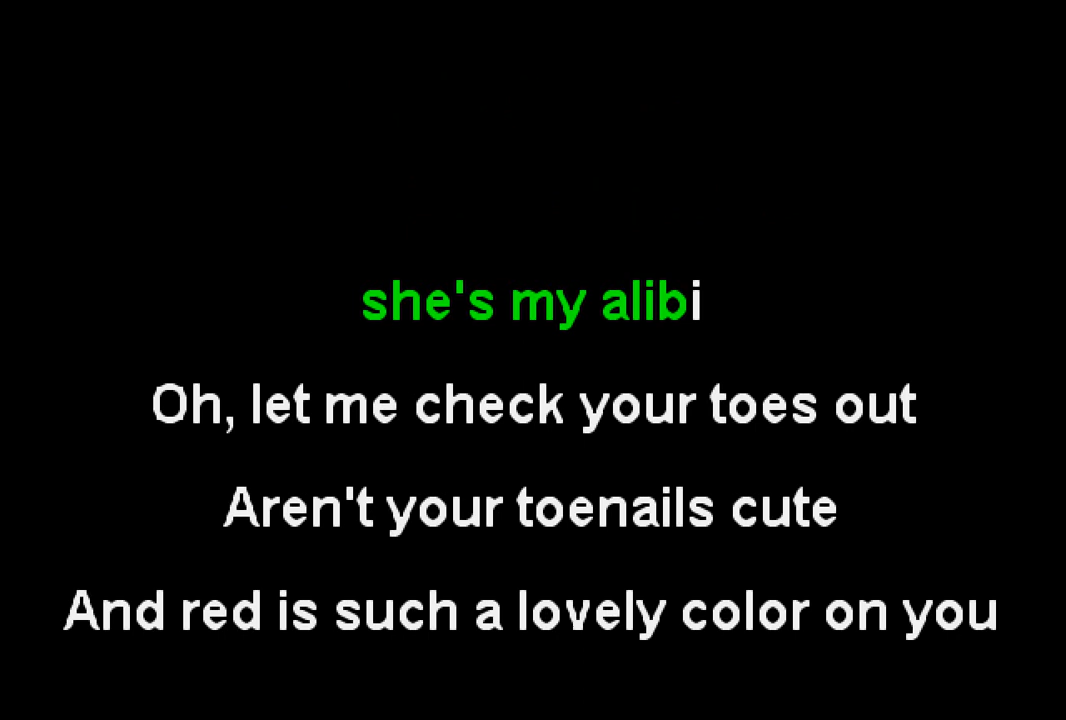 she's my alibi
Oh, let me check your toes out
Aren't your toenails cute
And red is such a lovely color on you